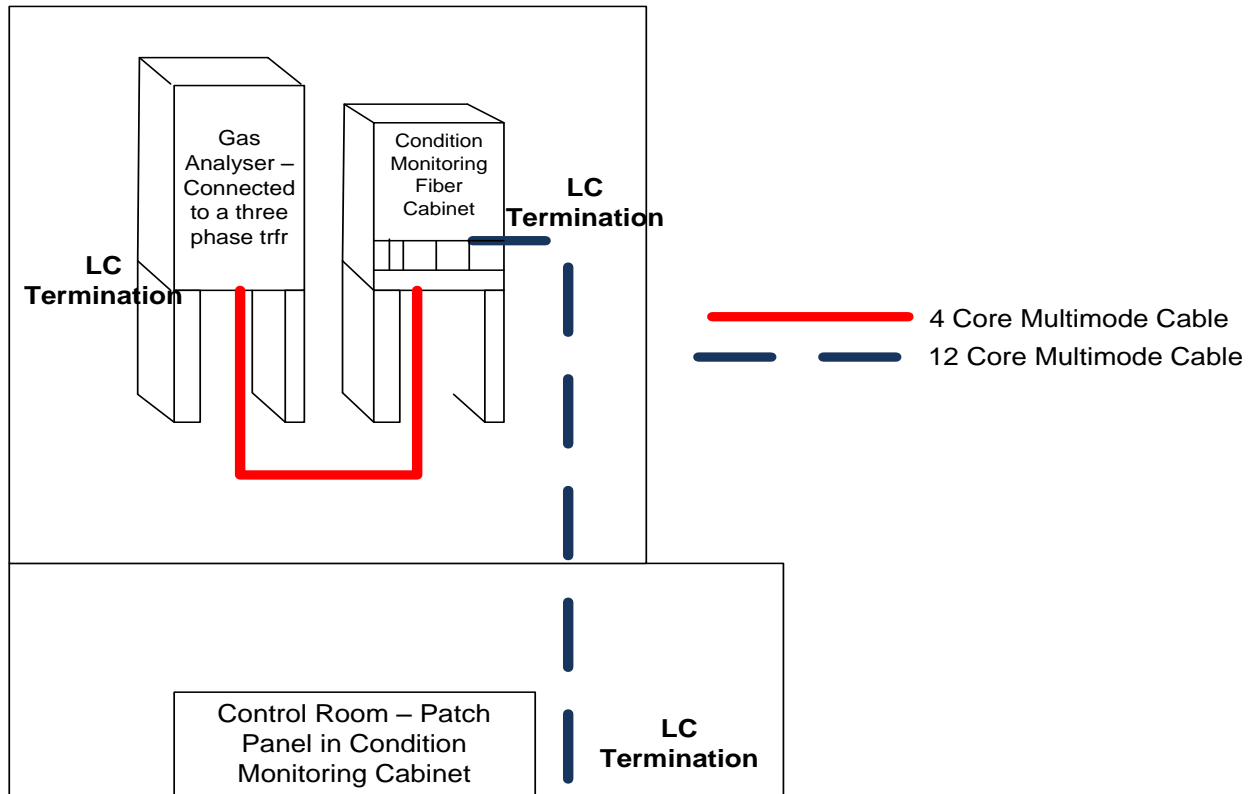 Gas
Analyser –
Connected
to a three
phase trfr
Condition
Monitoring
Fiber
Cabinet
LC
Termination
LC
Termination
4 Core Multimode Cable
12 Core Multimode Cable
Control Room – Patch
Panel in Condition
Monitoring Cabinet
LC
Termination